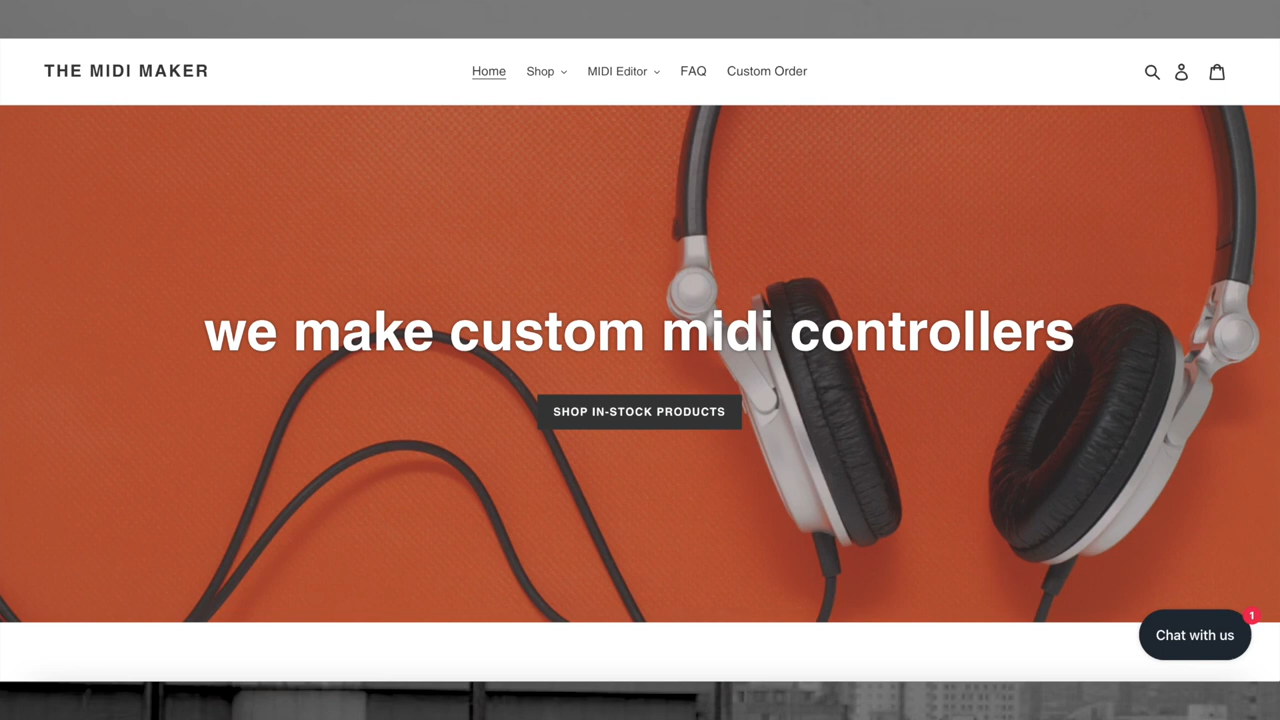 THE MIDI MAKER
Home Shop MIDI Editor FAQ Custom Order
we make custom midi controllers
SHOP IN-STOCK PRODUCTS
1
Chat with us